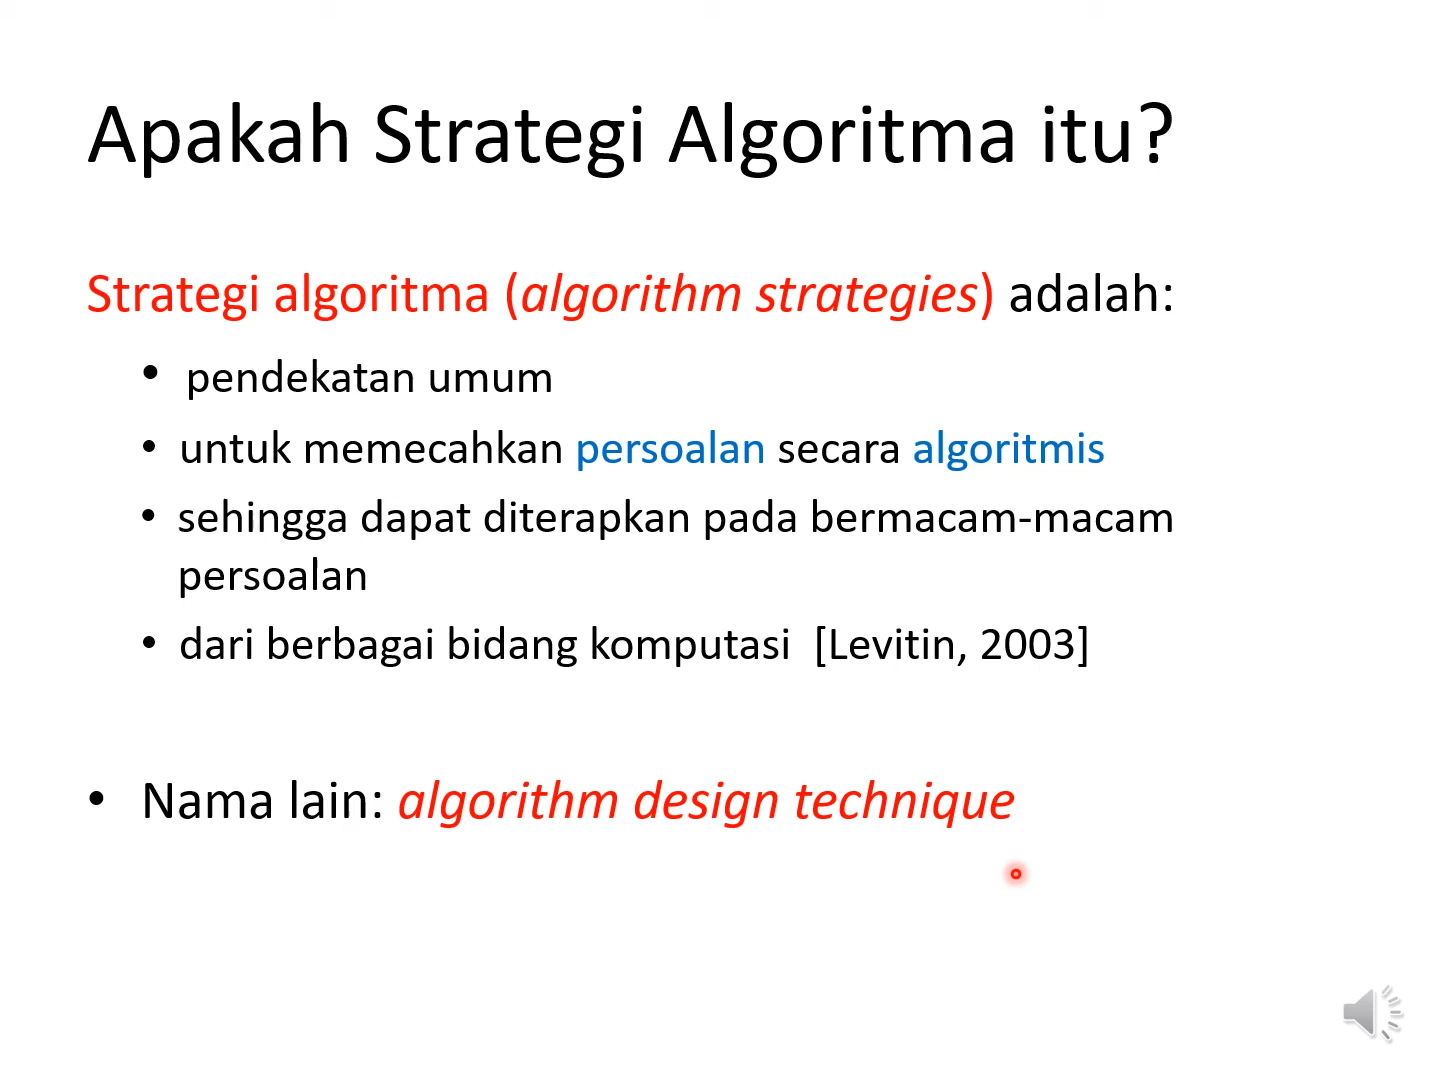 Apakah Strategi Algoritma itu?
Strategi algoritma (algorithm strategies) adalah:
• pendekatan umum
• untuk memecahkan persoalan secara algoritmis
• sehingga dapat diterapkan pada bermacam-macam
persoalan
• dari berbagai bidang komputasi [Levitin, 2003]
• Nama lain: algorithm design technique